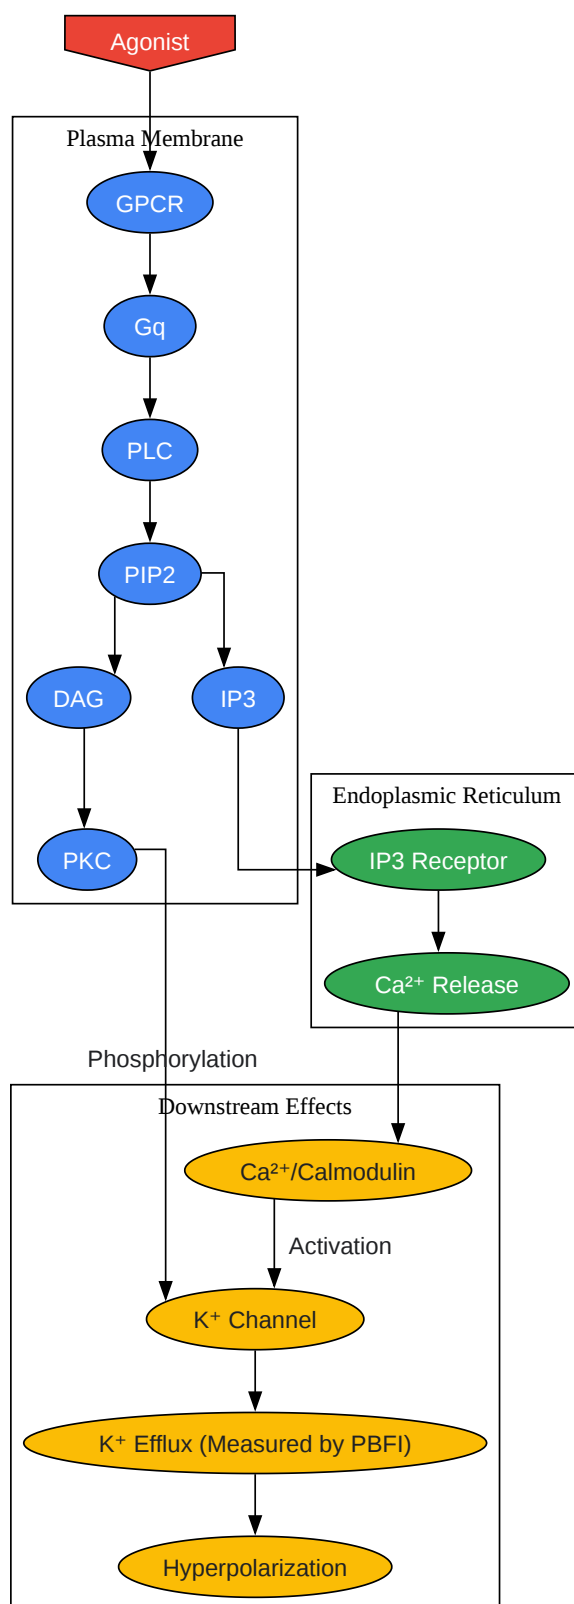 Agonist
Plasma Membrane
GPCR
Gq
PLC
PIP2
DAG
IP3
Endoplasmic Reticulum
PKC
IP3 Receptor
Ca²⁺ Release
Phosphorylation
Downstream Effects
Ca²⁺/Calmodulin
Activation
K⁺ Channel
K⁺ Efflux (Measured by PBFI)
Hyperpolarization